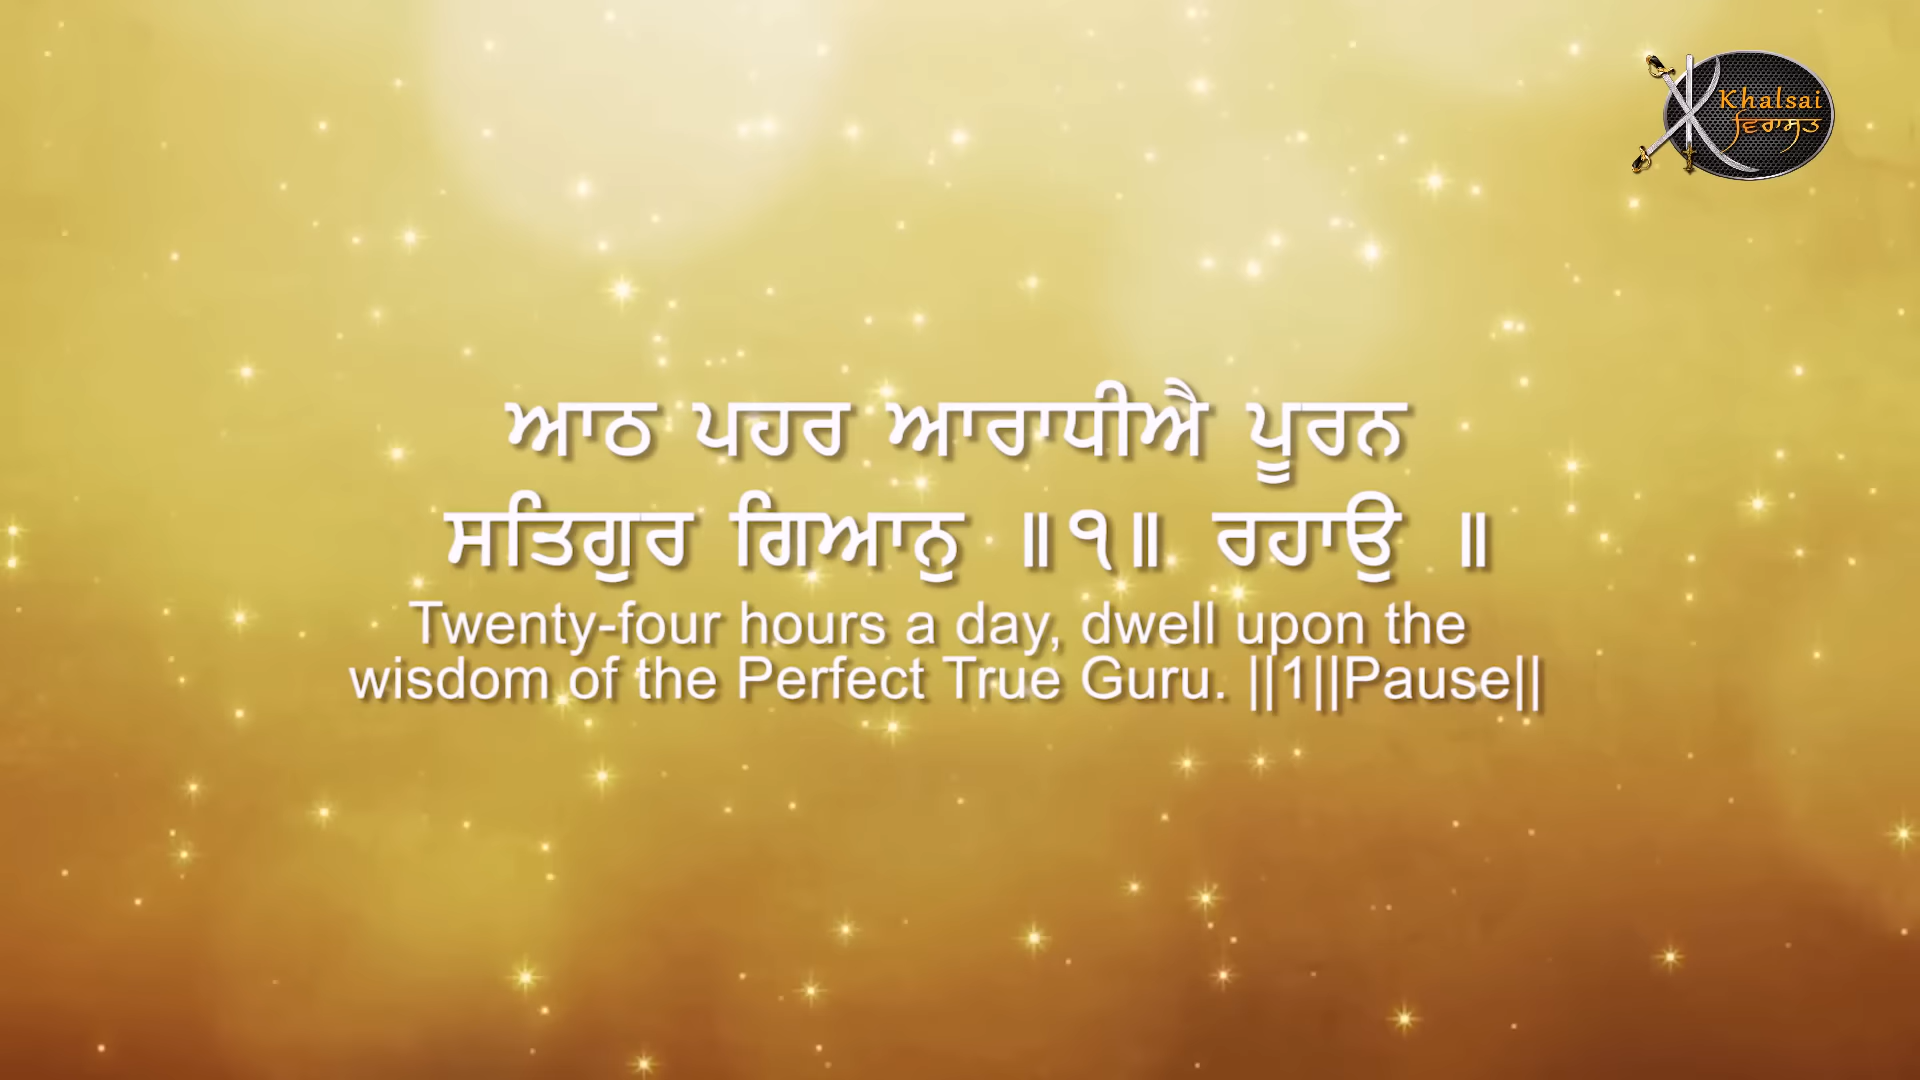 Khalsai
ਵਿਰਾਸਤ
ਆਠ ਪਹਰ ਆਰਾਧੀਐ ਪੂਰਨ
ਸਤਿਗੁਰ ਗਿਆਨੁ ॥੧॥ ਰਹਾਉ ॥
Twenty-four hours a day, dwell upon the
wisdom of the Perfect True Guru. ||1||Pause||